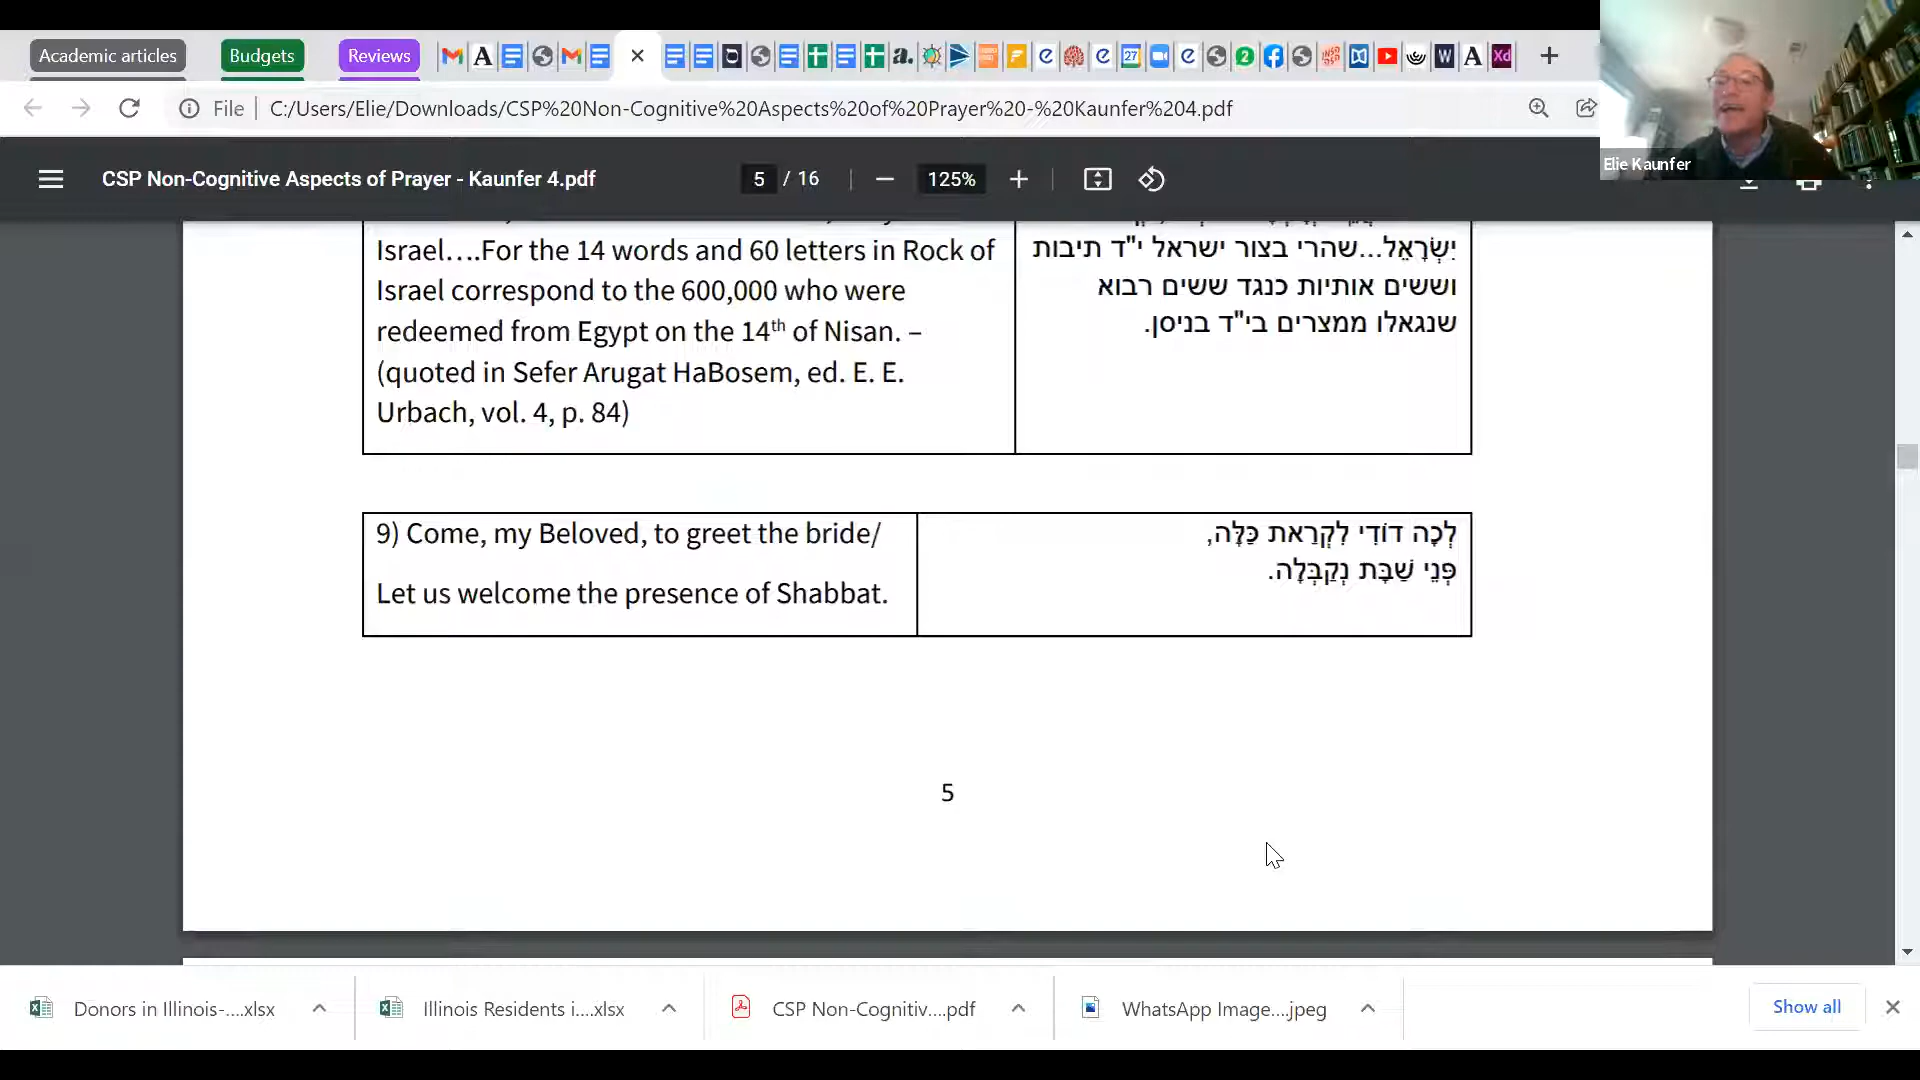 Academic articles
Budgets
Reviews
File
C:/Users/Elie/Downloads/CSP%20Non-Cognitive%20Aspects%20of%20Prayer%20-%20Kaunfer%204.pdf
Elie Kaunfer
CSP Non-Cognitive Aspects of Prayer - Kaunfer 4.pdf
5 / 16
125%
Israel….For the 14 words and 60 letters in Rock of
Israel correspond to the 600,000 who were
redeemed from Egypt on the 14th of Nisan. –
(quoted in Sefer Arugat HaBosem, ed. E. E.
Urbach, vol. 4, p. 84)
יִשְׂרָאֵל...שהרי בצור ישראל י"ד תיבות
וששים אותיות כנגד ששים רבוא
שנגאלו ממצרים בי"ד בניסן.
9) Come, my Beloved, to greet the bride/
Let us welcome the presence of Shabbat.
לְכָה דוֹדִי לִקְרַאת כַּלָּה,
פְּנֵי שַׁבָּת נְקַבְּלָה.
5
Donors in Illinois-....xlsx
Illinois Residents i....xlsx
CSP Non-Cognitiv....pdf
WhatsApp Image....jpeg
Show all